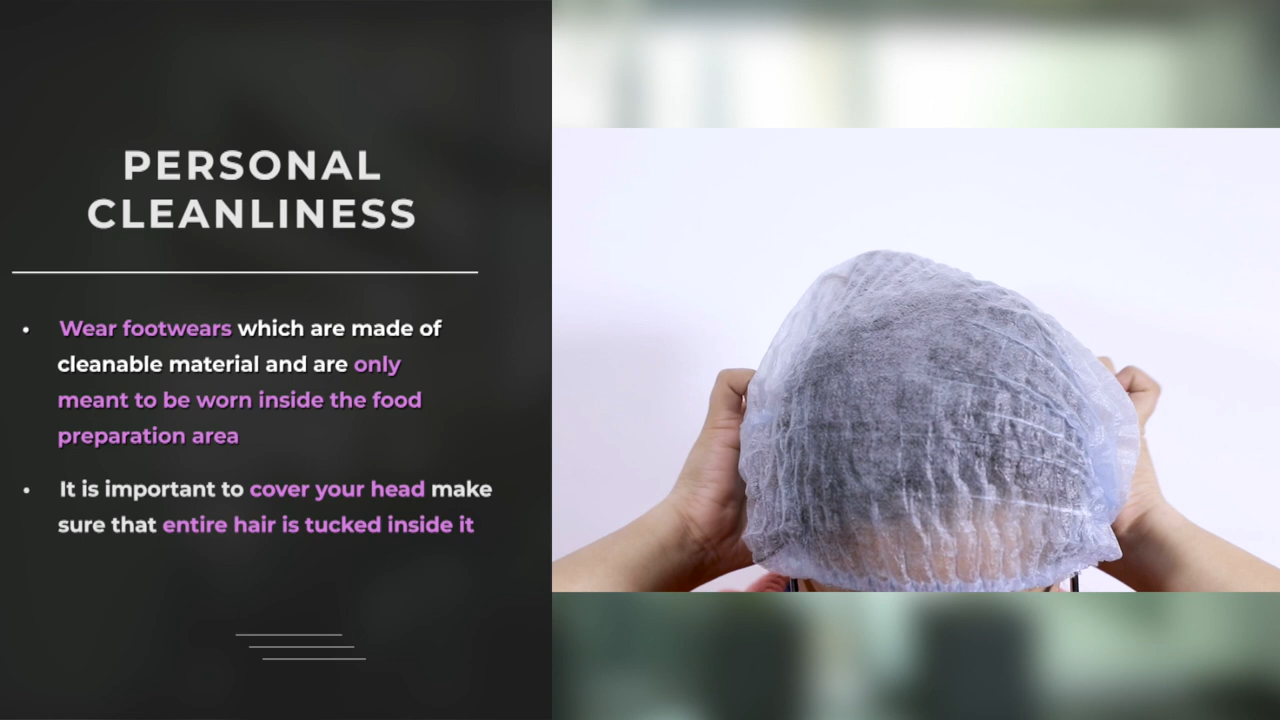 PERSONAL
CLEANLINESS
• Wear footwears which are made of
cleanable material and are only
meant to be worn inside the food
preparation area
• It is important to cover your head make
sure that entire hair is tucked inside it